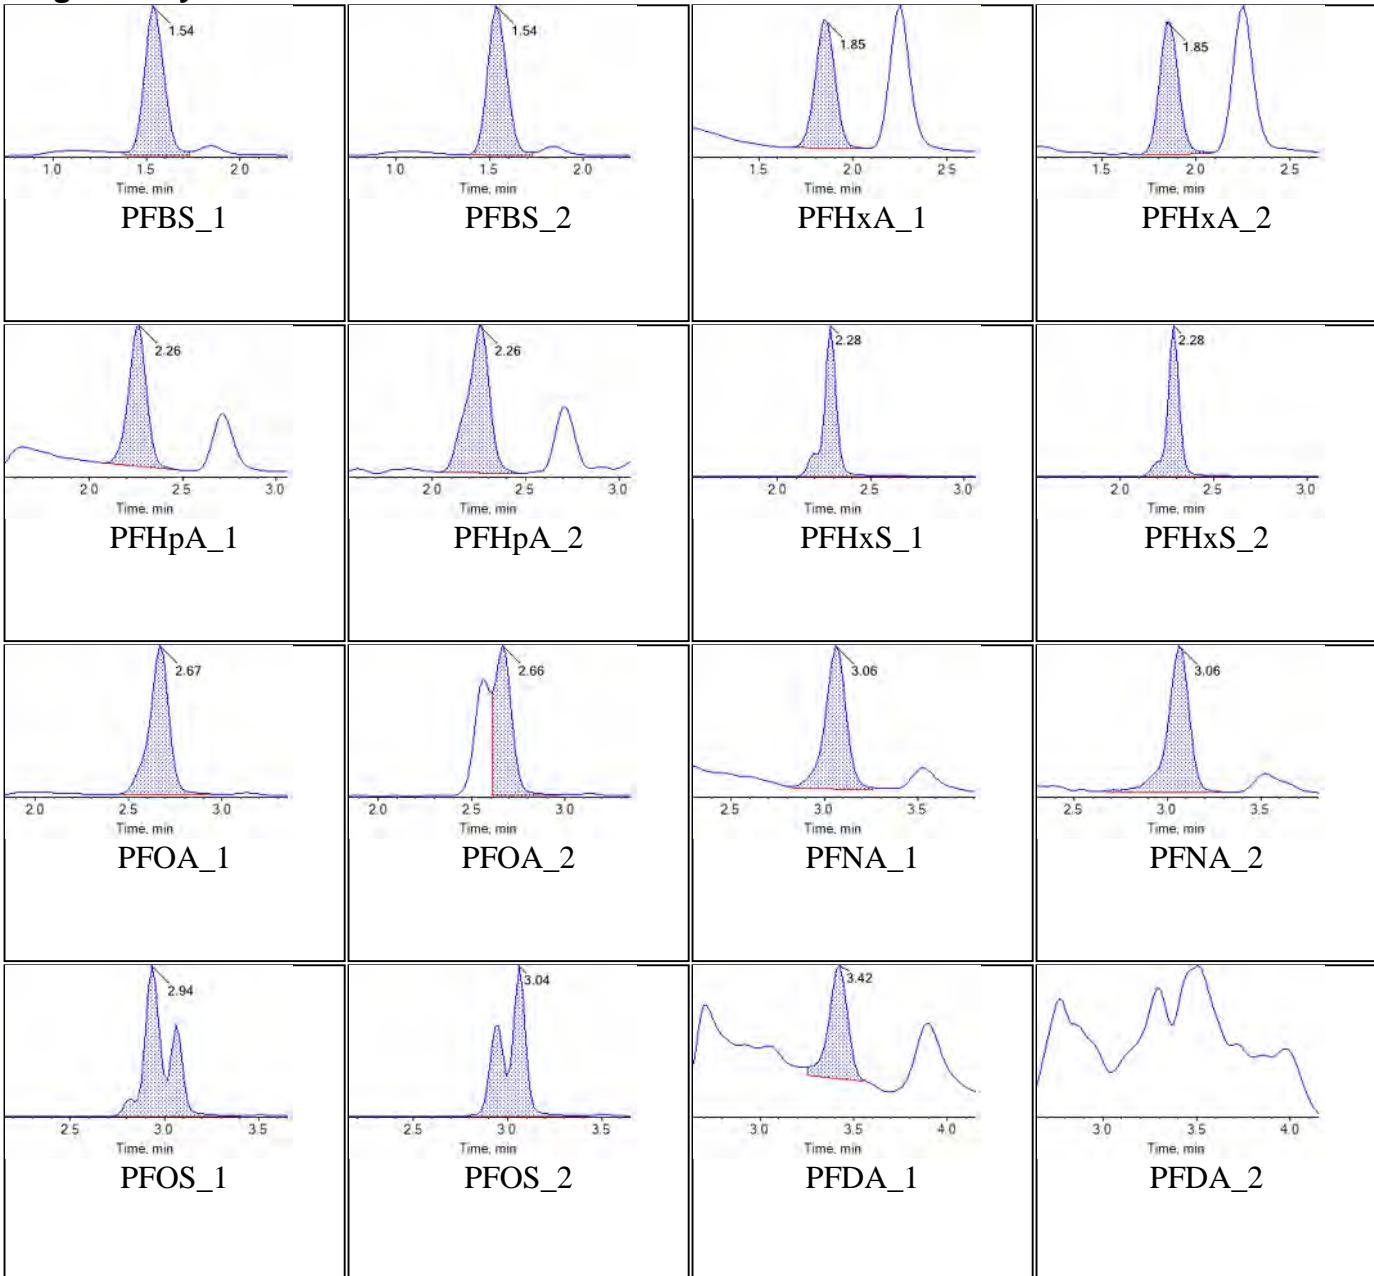 1.54
1.0 1.5 2.0
Time, min
PFBS_1
1.54
1.0 1.5 2.0
Time, min
PFBS_2
1.85
1.5 2.0 2.5
Time, min
PFHxA_1
1.85
1.5 2.0 2.5
Time, min
PFHxA_2
2.26
2.0 2.5 3.0
Time, min
PFHpA_1
2.26
2.0 2.5 3.0
Time, min
PFHpA_2
2.28
2.0 2.5 3.0
Time, min
PFHxS_1
2.28
2.0 2.5 3.0
Time, min
PFHxS_2
2.67
2.0 2.5 3.0
Time, min
PFOA_1
2.66
2.0 2.5 3.0
Time, min
PFOA_2
3.06
2.5 3.0 3.5
Time, min
PFNA_1
3.06
2.5 3.0 3.5
Time, min
PFNA_2
2.94
2.5 3.0 3.5
Time, min
PFOS_1
3.04
2.5 3.0 3.5
Time, min
PFOS_2
3.42
3.0 3.5 4.0
Time, min
PFDA_1
3.0 3.5 4.0
Time, min
PFDA_2